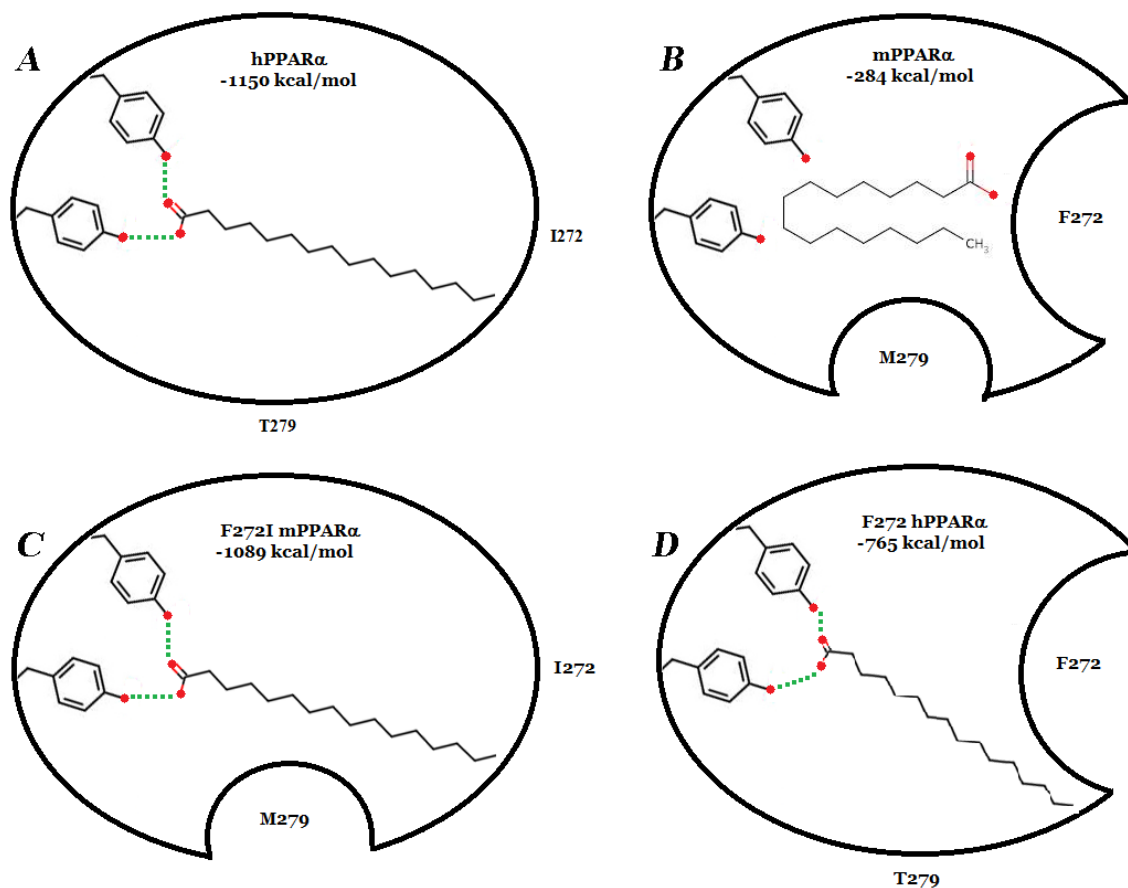 A
hPPARα
-1150 kcal/mol
I272
T279
B
mPPARα
-284 kcal/mol
CH3
F272
M279
C
F272I mPPARα
-1089 kcal/mol
I272
M279
D
F272 hPPARα
-765 kcal/mol
F272
T279